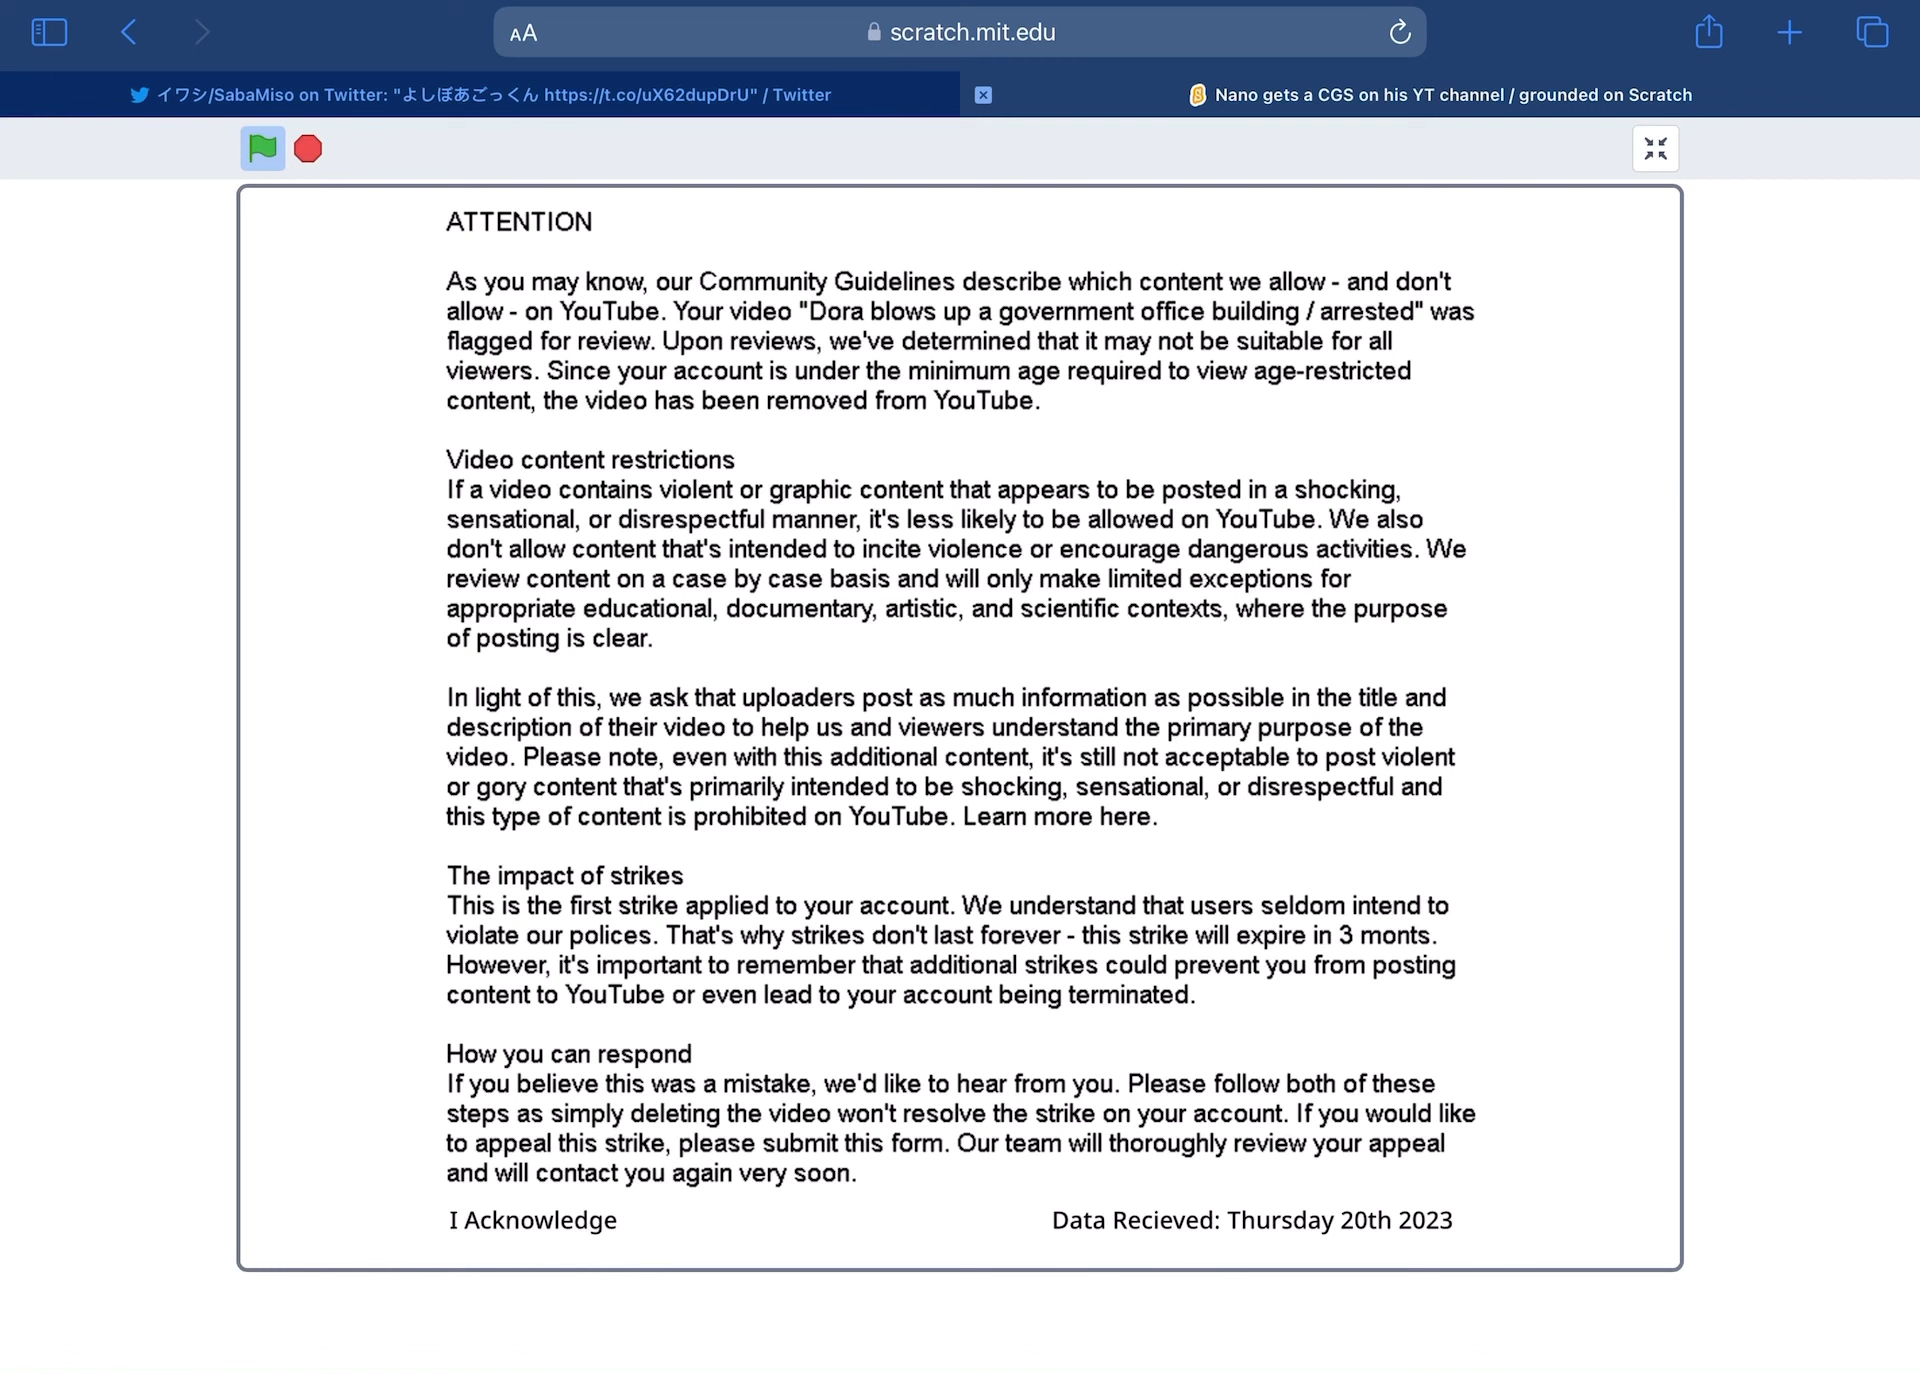 AA
scratch.mit.edu
イワシ/SabaMiso on Twitter: "よしぼあごっくん https://t.co/uX62dupDrU" / Twitter
Nano gets a CGS on his YT channel / grounded on Scratch
ATTENTION
As you may know, our Community Guidelines describe which content we allow - and don't
allow - on YouTube. Your video "Dora blows up a government office building / arrested" was
flagged for review. Upon reviews, we've determined that it may not be suitable for all
viewers. Since your account is under the minimum age required to view age-restricted
content, the video has been removed from YouTube.
Video content restrictions
If a video contains violent or graphic content that appears to be posted in a shocking,
sensational, or disrespectful manner, it's less likely to be allowed on YouTube. We also
don't allow content that's intended to incite violence or encourage dangerous activities. We
review content on a case by case basis and will only make limited exceptions for
appropriate educational, documentary, artistic, and scientific contexts, where the purpose
of posting is clear.
In light of this, we ask that uploaders post as much information as possible in the title and
description of their video to help us and viewers understand the primary purpose of the
video. Please note, even with this additional content, it's still not acceptable to post violent
or gory content that's primarily intended to be shocking, sensational, or disrespectful and
this type of content is prohibited on YouTube. Learn more here.
The impact of strikes
This is the first strike applied to your account. We understand that users seldom intend to
violate our polices. That's why strikes don't last forever - this strike will expire in 3 monts.
However, it's important to remember that additional strikes could prevent you from posting
content to YouTube or even lead to your account being terminated.
How you can respond
If you believe this was a mistake, we'd like to hear from you. Please follow both of these
steps as simply deleting the video won't resolve the strike on your account. If you would like
to appeal this strike, please submit this form. Our team will thoroughly review your appeal
and will contact you again very soon.
I Acknowledge
Data Recieved: Thursday 20th 2023